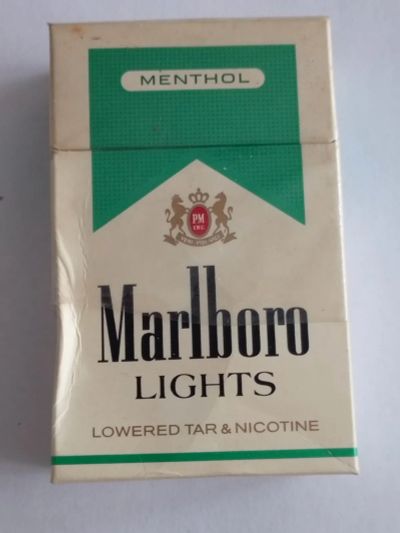 MENTHOL
PM
INC.
Marlboro
LIGHTS
LOWERED TAR & NICOTINE